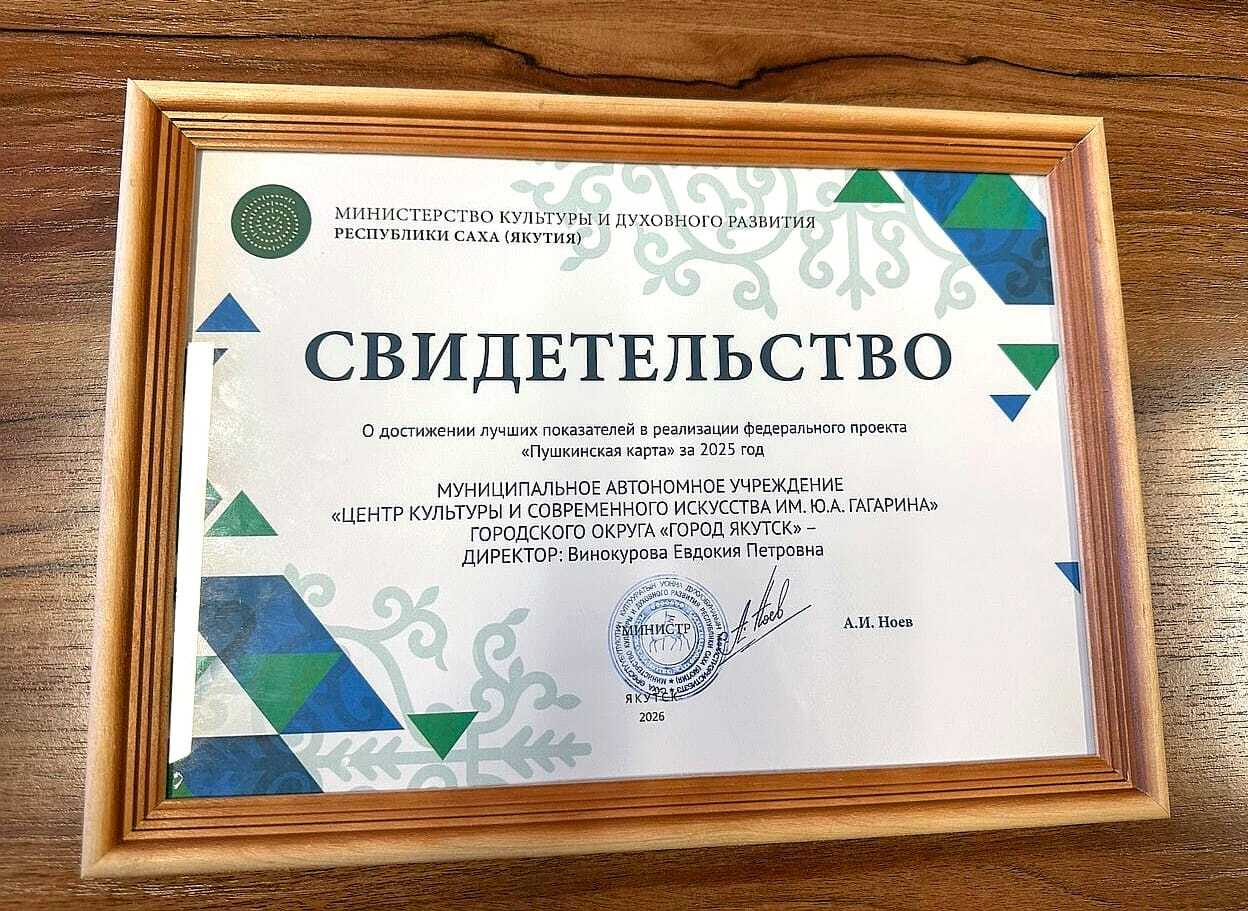 МИНИСТЕРСТВО КУЛЬТУРЫ И ДУХОВНОГО РАЗВИТИЯ
РЕСПУБЛИКИ САХА (ЯКУТИЯ)
СВИДЕТЕЛЬСТВО
О достижении лучших показателей в реализации федерального проекта
«Пушкинская карта» за 2025 год
МУНИЦИПАЛЬНОЕ АВТОНОМНОЕ УЧРЕЖДЕНИЕ
«ЦЕНТР КУЛЬТУРЫ И СОВРЕМЕННОГО ИСКУССТВА ИМ. Ю.А. ГАГАРИНА»
ГОРОДСКОГО ОКРУГА «ГОРОД ЯКУТСК» –
ДИРЕКТОР: Винокурова Евдокия Петровна
МИНИСТР
А. Ноев
А.И. Ноев
ЯКУТСК
2026